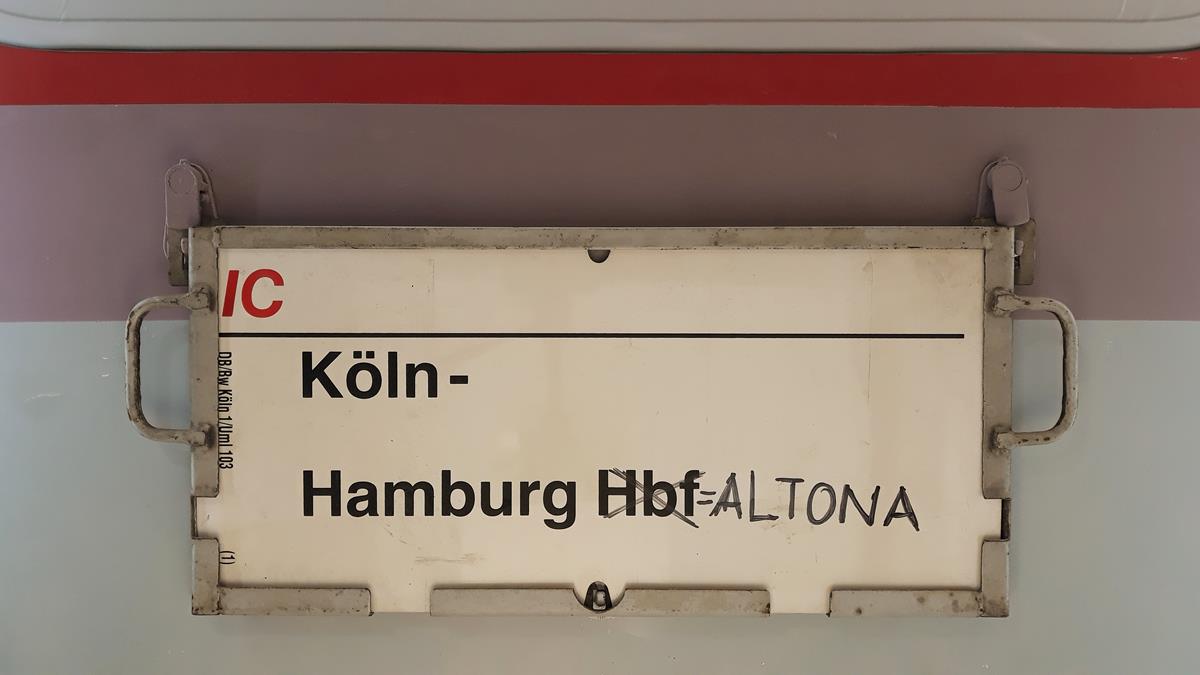 IC
Köln-
Hamburg Hbf=ALTONA
DB/Bw Köln 1/Uml 103
(1)